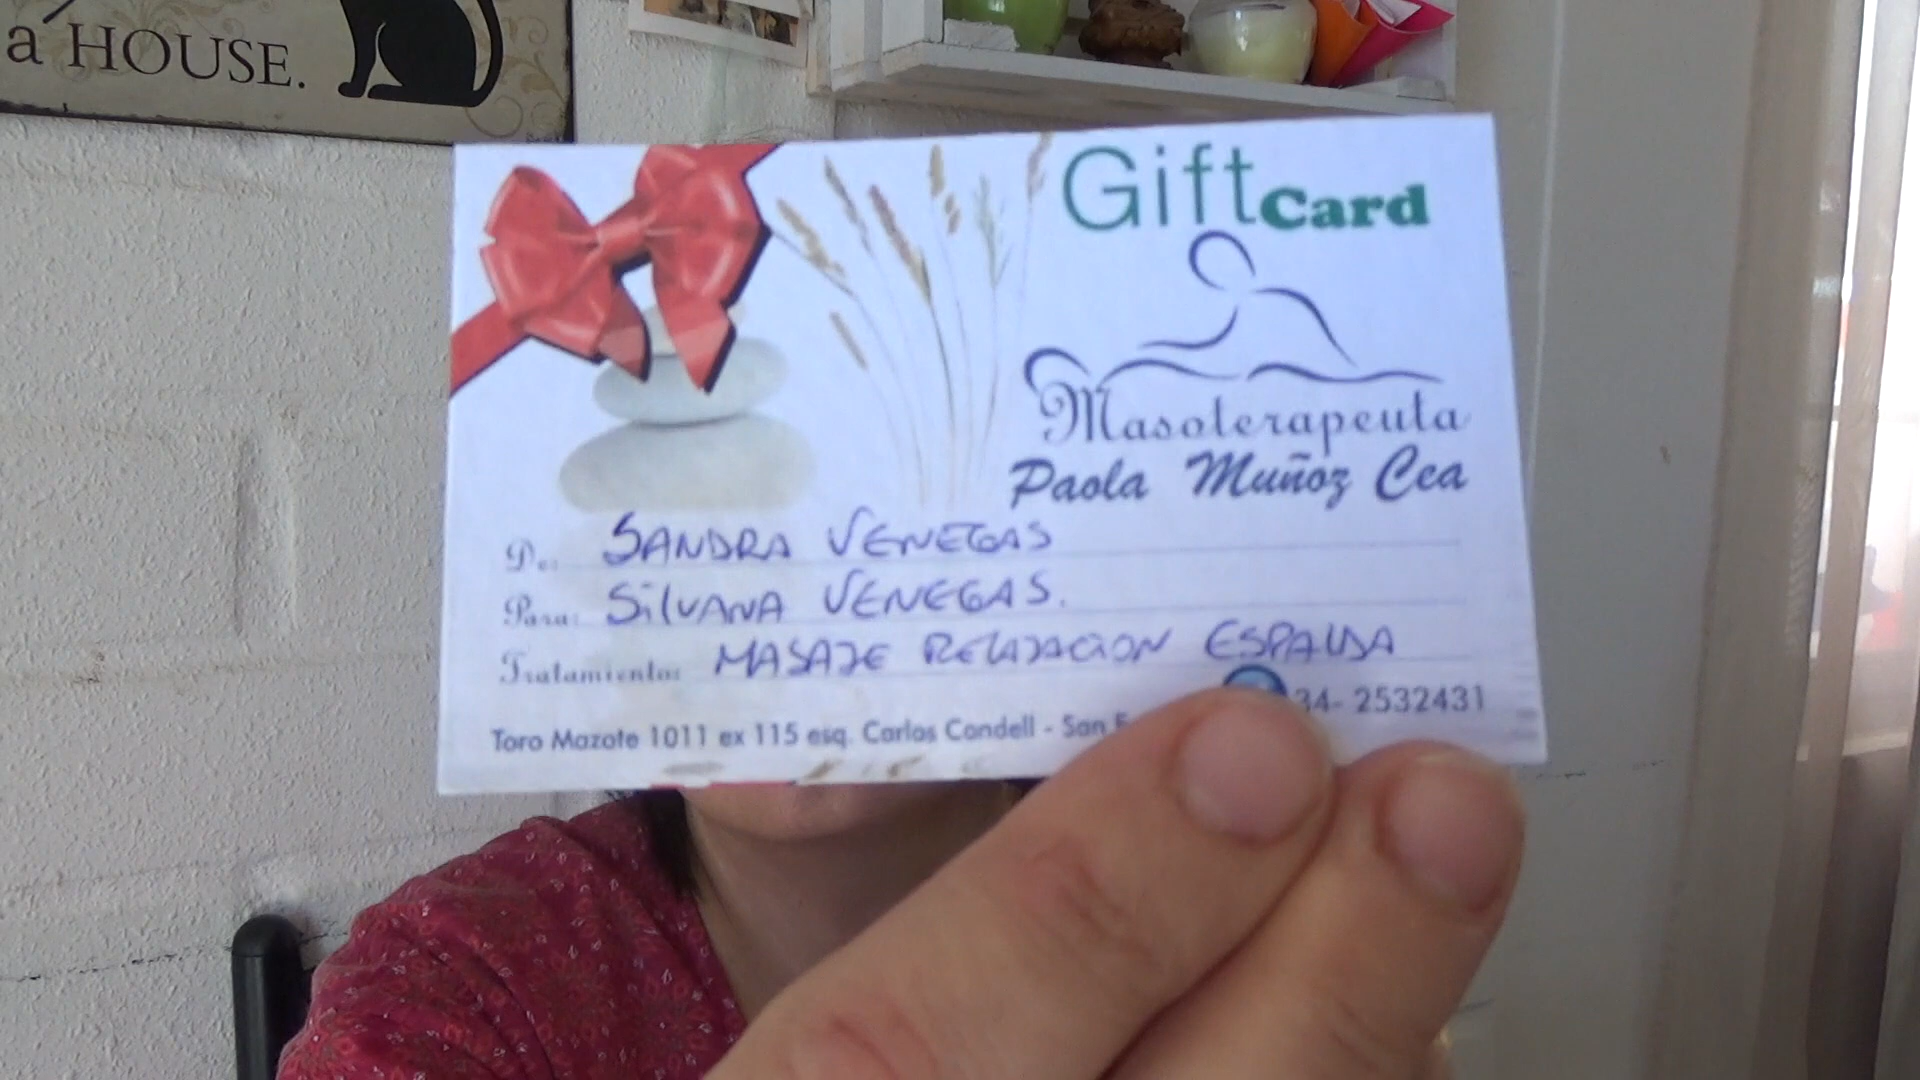 a HOUSE.
Gift Card
Masoterapeuta
Paola Muñoz Cea
De: SANDRA VENEGAS
Para: SILVANA VENEGAS.
Tratamiento: MASAJE RELAJACION ESPALDA
34- 2532431
Toro Mazote 1011 ex 115 esq. Carlos Condell - San